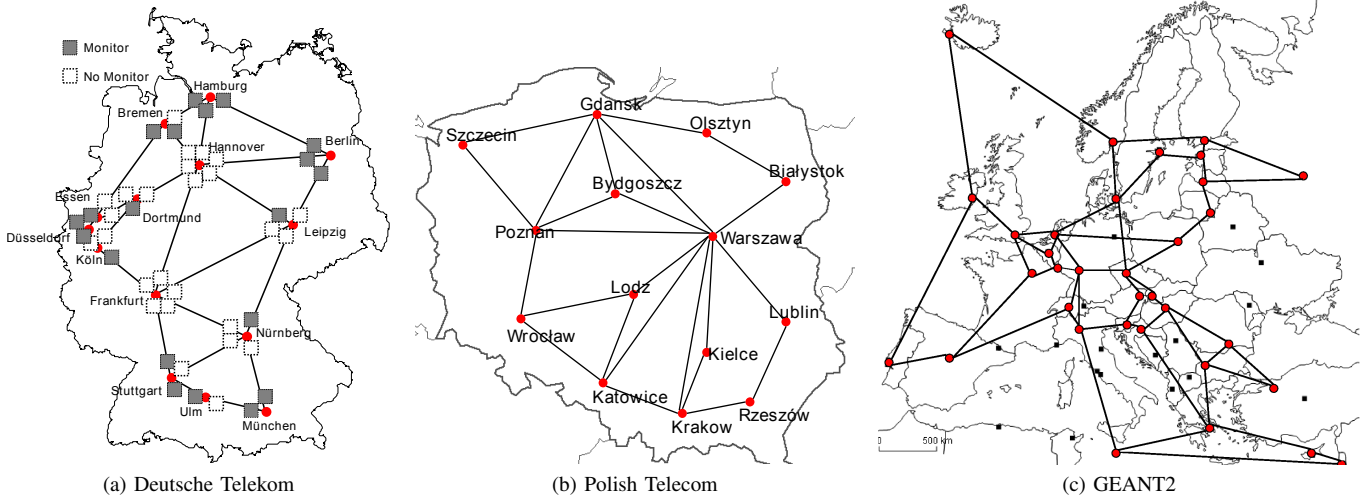 Monitor
No Monitor
Hamburg
Bremen
Hannover
Berlin
Essen
Dortmund
Düsseldorf
Leipzig
Köln
Frankfurt
Nürnberg
Stuttgart
Ulm
München
(a) Deutsche Telekom
Gdansk
Olsztyn
Szczecin
Białystok
Bydgoszcz
Poznan
Warszawa
Lodz
Lublin
Wrocław
Kielce
Katowice
Rzeszów
Krakow
(b) Polish Telecom
0 500 km
(c) GEANT2